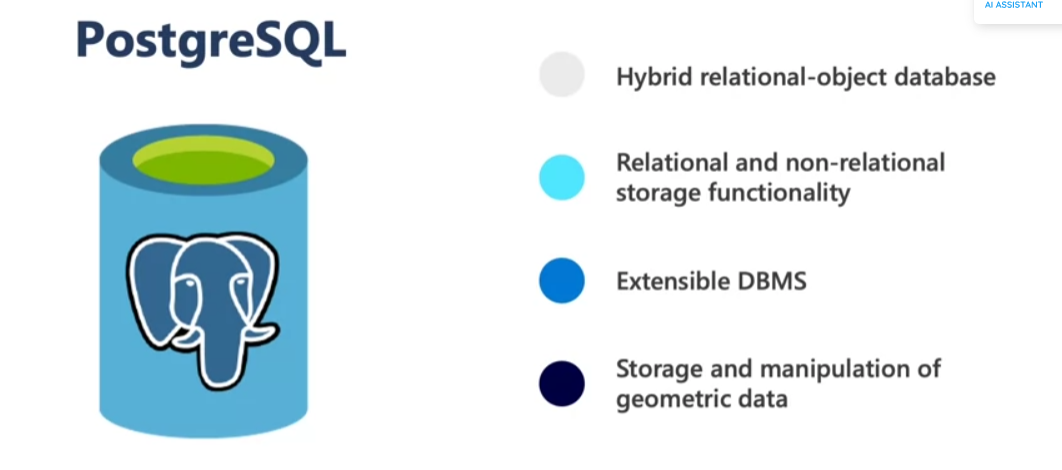 AI ASSISTANT
PostgreSQL
Hybrid relational-object database
Relational and non-relational
storage functionality
Extensible DBMS
Storage and manipulation of
geometric data